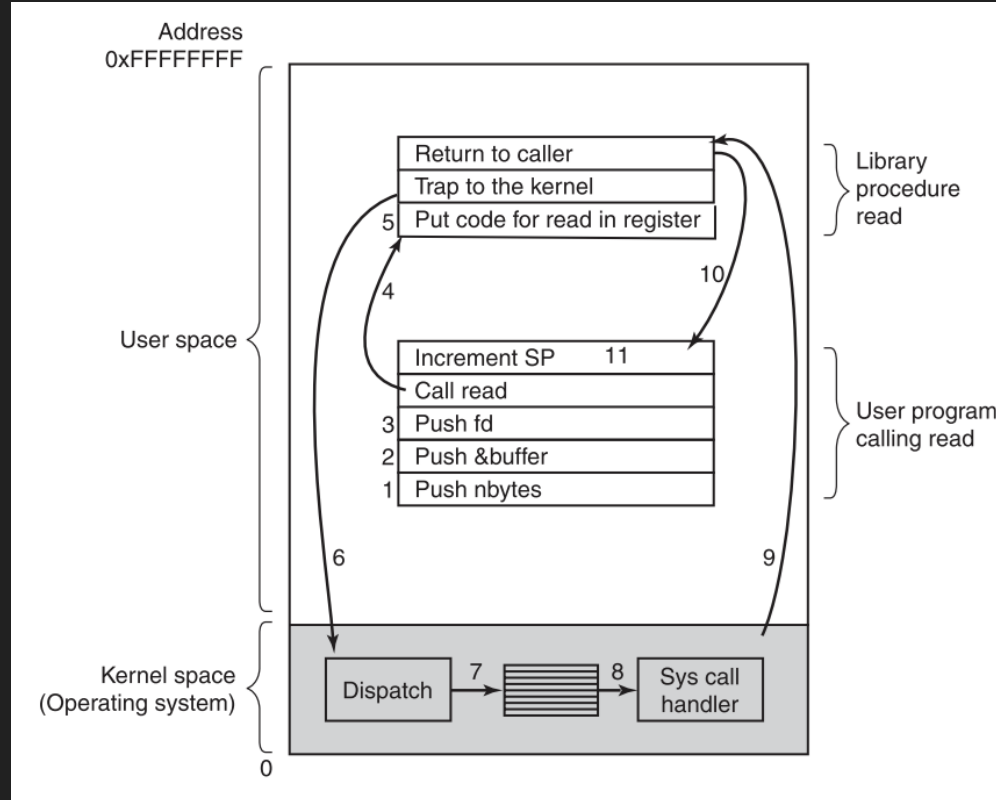 Address
0xFFFFFFFF
Return to caller
Trap to the kernel
5 Put code for read in register
Library
procedure
read
4
10
User space
Increment SP 11
Call read
3 Push fd
2 Push &buffer
1 Push nbytes
User program
calling read
6
9
Kernel space
(Operating system)
Dispatch
7
8
Sys call
handler
0